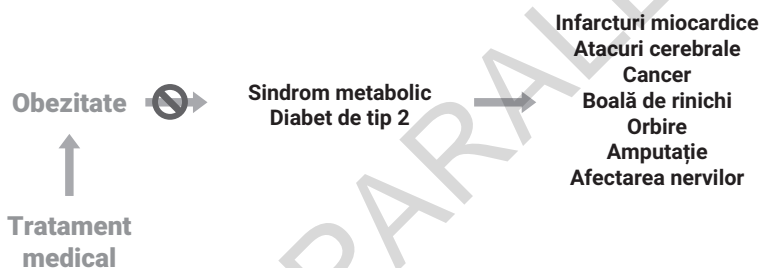 Infarcturi miocardice
Atacuri cerebrale
Cancer
Boală de rinichi
Orbire
Amputație
Afectarea nervilor
Obezitate
Sindrom metabolic
Diabet de tip 2
Tratament
medical
PARALE